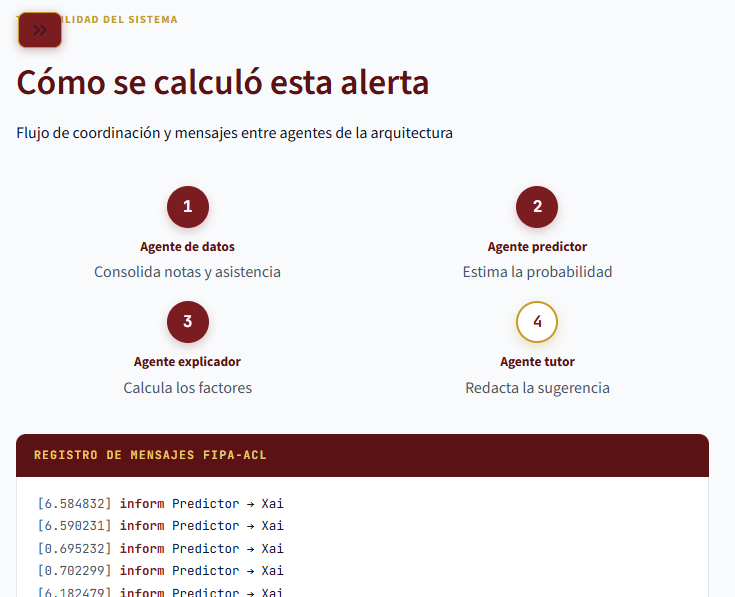 ILIDAD DEL SISTEMA
Cómo se calculó esta alerta
Flujo de coordinación y mensajes entre agentes de la arquitectura
1
2
Agente de datos
Agente predictor
Consolida notas y asistencia
Estima la probabilidad
3
4
Agente explicador
Agente tutor
Calcula los factores
Redacta la sugerencia
REGISTRO DE MENSAJES FIPA-ACL
[6.584832] inform Predictor → Xai
[6.590231] inform Predictor → Xai
[0.695232] inform Predictor → Xai
[0.702299] inform Predictor → Xai
[6.182479] inform Predictor → Xai